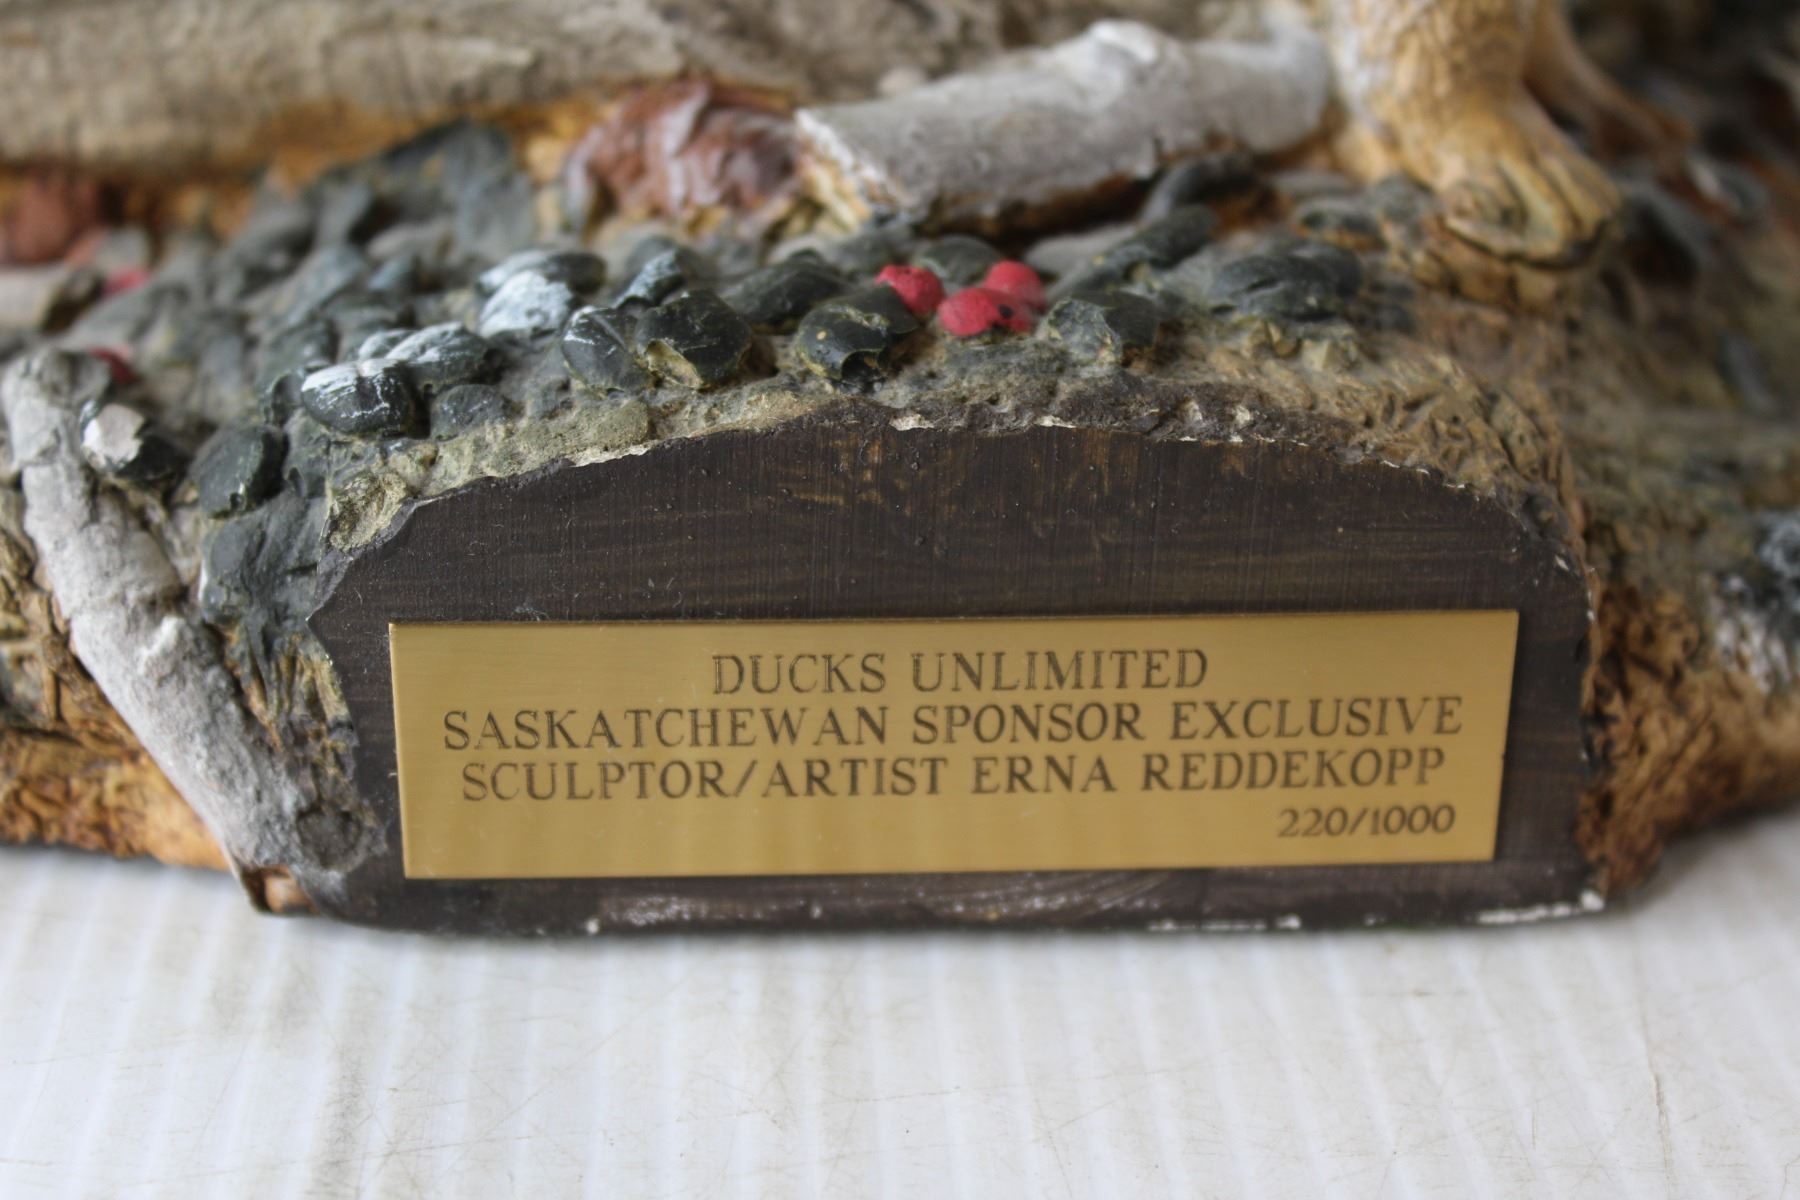 DUCKS UNLIMITED
SASKATCHEWAN SPONSOR EXCLUSIVE
SCULPTOR/ARTIST ERNA REDDEKOPP
220/1000